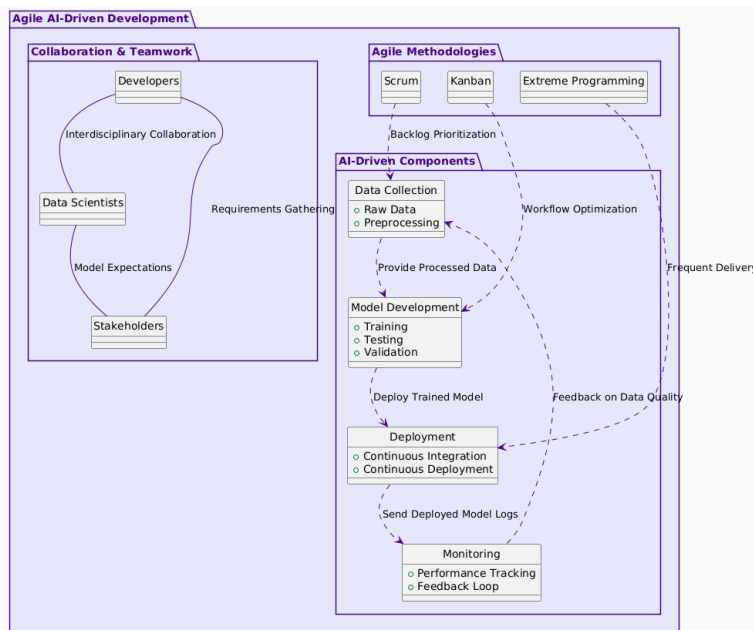 Agile AI-Driven Development
Collaboration & Teamwork
Developers
Interdisciplinary Collaboration
Data Scientists
Requirements Gathering
Model Expectations
Stakeholders
Agile Methodologies
Scrum
Kanban
Extreme Programming
Backlog Prioritization
AI-Driven Components
Data Collection
Raw Data
Preprocessing
Workflow Optimization
Provide Processed Data
Frequent Delivery
Model Development
Training
Testing
Validation
Deploy Trained Model
Feedback on Data Quality
Deployment
Continuous Integration
Continuous Deployment
Send Deployed Model Logs
Monitoring
Performance Tracking
Feedback Loop